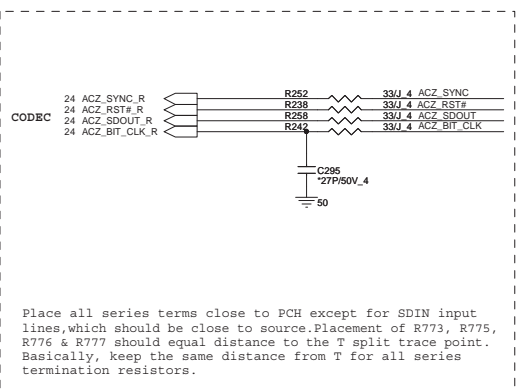 R252 33/J_4 ACZ_SYNC
24 ACZ_SYNC_R
R238 33/J_4 ACZ_RST#
24 ACZ_RST#_R
R258 33/J_4 ACZ_SDOUT
CODEC 24 ACZ_SDOUT_R
R242 33/J_4 ACZ_BIT_CLK
24 ACZ_BIT_CLK_R
C295
*27P/50V_4
50
Place all series terms close to PCH except for SDIN input
lines,which should be close to source.Placement of R773, R775,
R776 & R777 should equal distance to the T split trace point.
Basically, keep the same distance from T for all series
termination resistors.